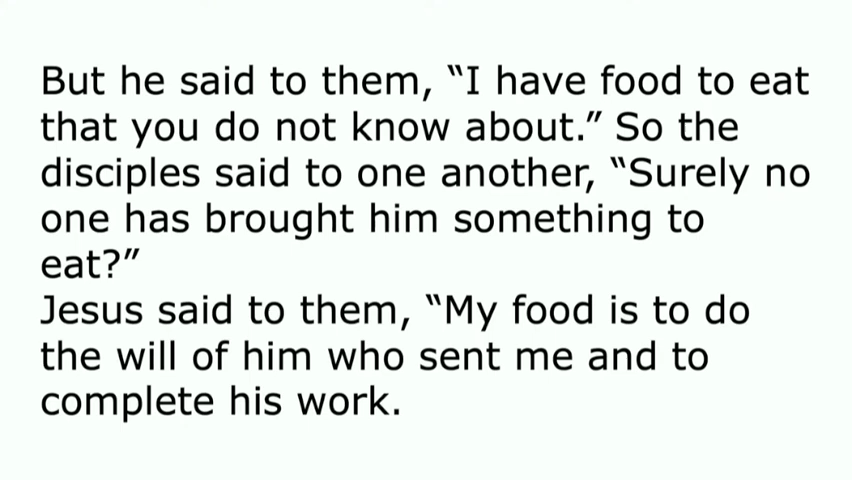 But he said to them, “I have food to eat
that you do not know about.” So the
disciples said to one another, “Surely no
one has brought him something to
eat?”
Jesus said to them, “My food is to do
the will of him who sent me and to
complete his work.